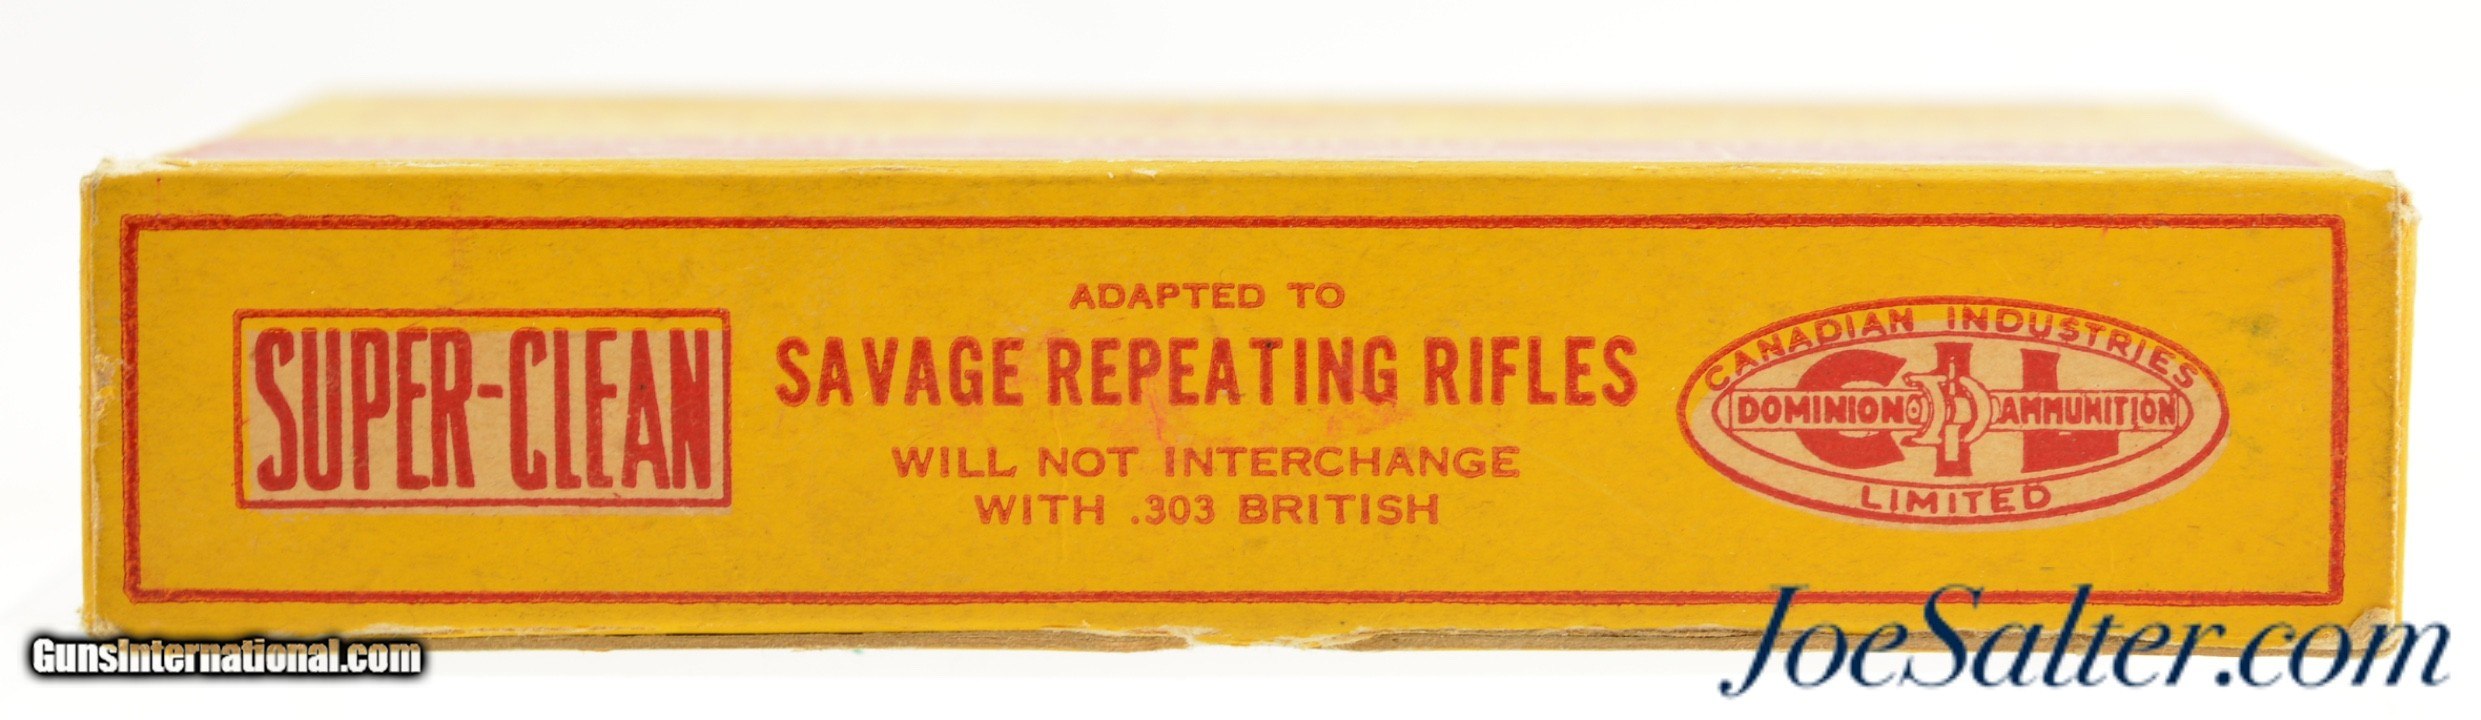 SUPER-CLEAN
ADAPTED TO
SAVAGE REPEATING RIFLES
WILL NOT INTERCHANGE
WITH .303 BRITISH
CANADIAN INDUSTRIES
CIL
DOMINION D AMMUNITION
LIMITED
GunsInternational.com
JoeSalter.com